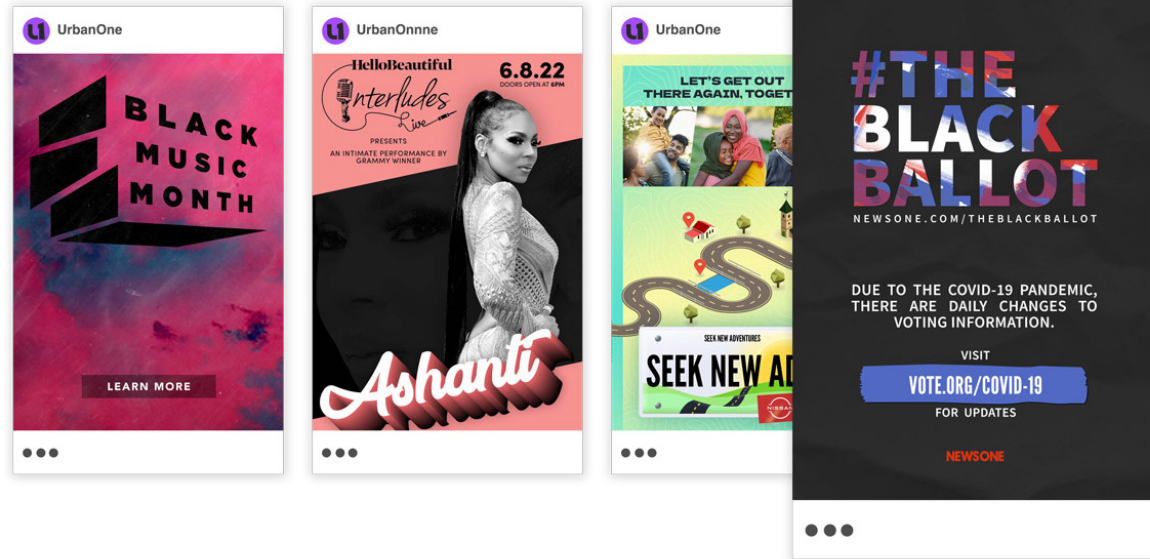 UrbanOne
BLACK
MUSIC
MONTH
LEARN MORE
UrbanOnnne
HelloBeautiful
Interludes
Live
6.8.22
DOORS OPEN AT 6PM
PRESENTS
AN INTIMATE PERFORMANCE BY
GRAMMY WINNER
Ashanti
UrbanOne
LET'S GET OUT
THERE AGAIN, TOGET
SEEK NEW ADVENTURES
SEEK NEW AD
NISSAN
#THE
BLACK
BALLOT
NEWSONE.COM/THEBLACKBALLOT
DUE TO THE COVID-19 PANDEMIC,
THERE ARE DAILY CHANGES TO
VOTING INFORMATION.
VISIT
VOTE.ORG/COVID-19
FOR UPDATES
NEWSONE